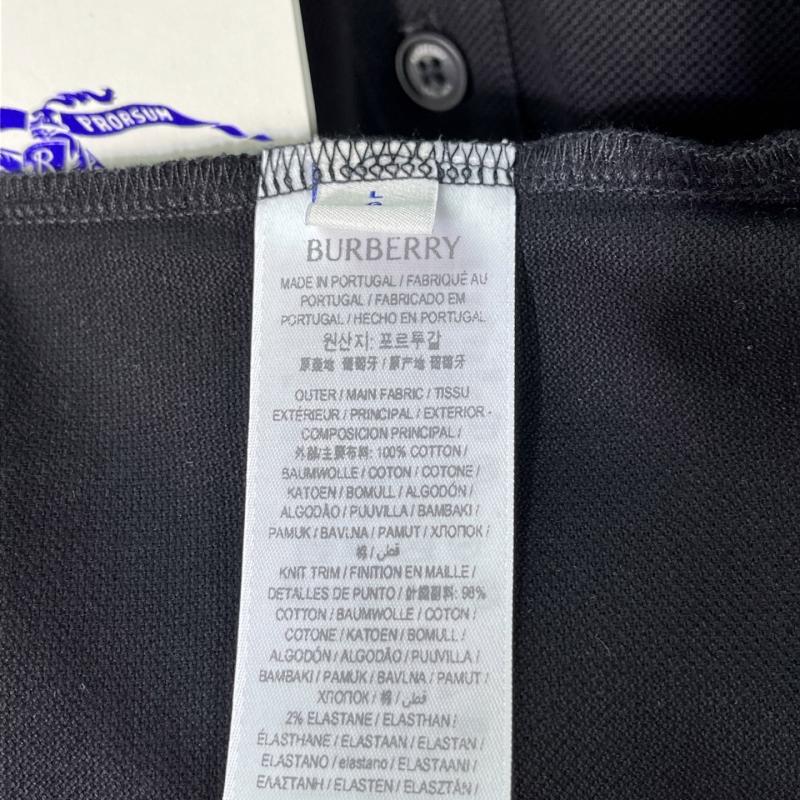 PRORSUM
R
L
BURBERRY
MADE IN PORTUGAL / FABRIQUÉ AU
PORTUGAL / FABRICADO EM
PORTUGAL / HECHO EN PORTUGAL
원산지: 포르투갈
原產地 葡萄牙 / 原产地 葡萄牙
OUTER / MAIN FABRIC / TISSU
EXTÉRIEUR / PRINCIPAL / EXTERIOR -
COMPOSICION PRINCIPAL /
外部/主要布料: 100% COTTON /
BAUMWOLLE / COTON / COTONE /
KATOEN / BOMULL / ALGODÓN /
ALGODÃO / PUUVILLA / BAMBAKI /
PAMUK / BAVLNA / PAMUT / ХЛОПОК /
棉 / قطن
KNIT TRIM / FINITION EN MAILLE /
DETALLES DE PUNTO / 針織副料: 98%
COTTON / BAUMWOLLE / COTON /
COTONE / KATOEN / BOMULL /
ALGODÓN / ALGODÃO / PUUVILLA /
BAMBAKI / PAMUK / BAVLNA / PAMUT /
ХЛОПОК / 棉 / قطن
2% ELASTANE / ELASTHAN /
ÉLASTHANE / ELASTAAN / ELASTAN /
ELASTANO / elastano / ELASTAANI /
ΕΛΑΣΤΑΝΗ / ELASTEN / ELASZTÁN /